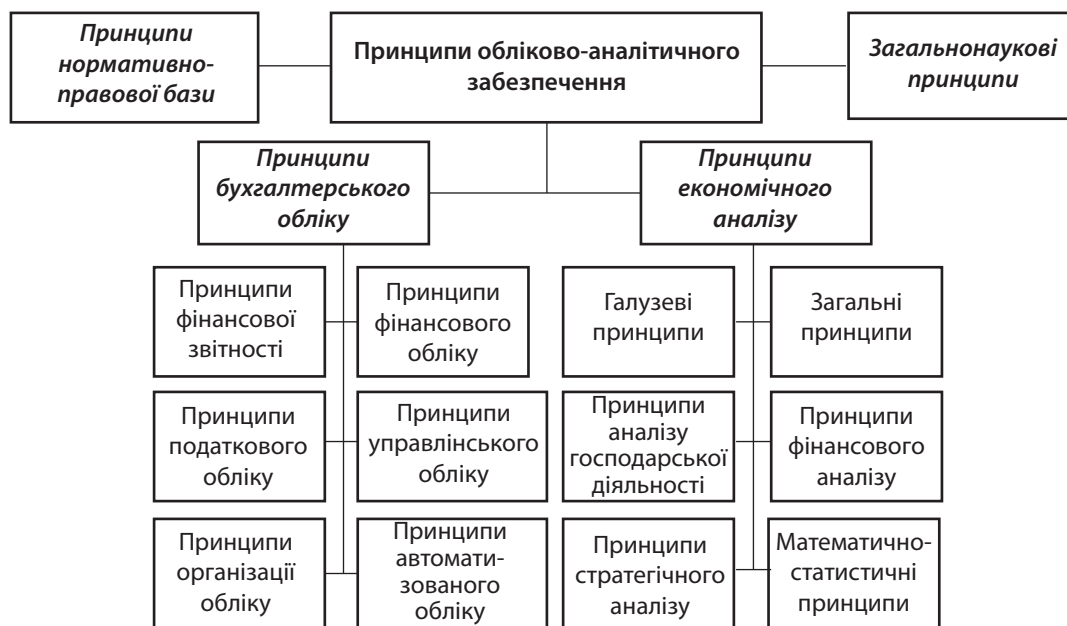 Принципи
нормативно-
правової бази
Принципи обліково-аналітичного
забезпечення
Загальнонаукові
принципи
Принципи
бухгалтерського
обліку
Принципи
економічного
аналізу
Принципи
фінансової
звітності
Принципи
фінансового
обліку
Галузеві
принципи
Загальні
принципи
Принципи
податкового
обліку
Принципи
управлінського
обліку
Принципи
аналізу
господарської
діяльності
Принципи
фінансового
аналізу
Принципи
організації
обліку
Принципи
автомати-
зованого
обліку
Принципи
стратегічного
аналізу
Математично-
статистичні
принципи